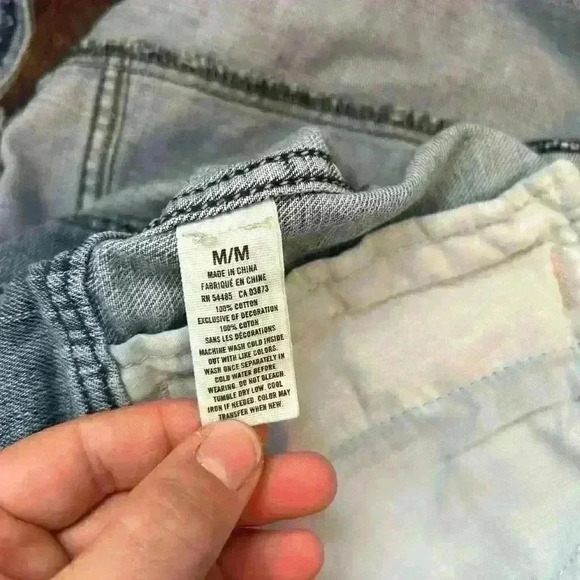 M/M
MADE IN CHINA
FABRIQUÉ EN CHINE
RN 54485 CA 03873
100% COTTON
EXCLUSIVE OF DECORATION
100% COTON
SANS LES DÉCORATIONS
MACHINE WASH COLD INSIDE
OUT WITH LIKE COLORS.
WASH ONCE SEPARATELY IN
COLD WATER BEFORE
WEARING. DO NOT BLEACH.
TUMBLE DRY LOW. COOL
IRON IF NEEDED. COLOR MAY
TRANSFER WHEN NEW.